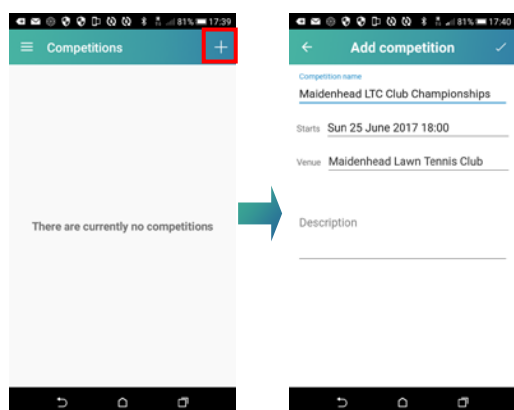 81% 17:39
Competitions
There are currently no competitions
81% 17:40
Add competition
Competition name
Maidenhead LTC Club Championships
Starts Sun 25 June 2017 18:00
Venue Maidenhead Lawn Tennis Club
Description